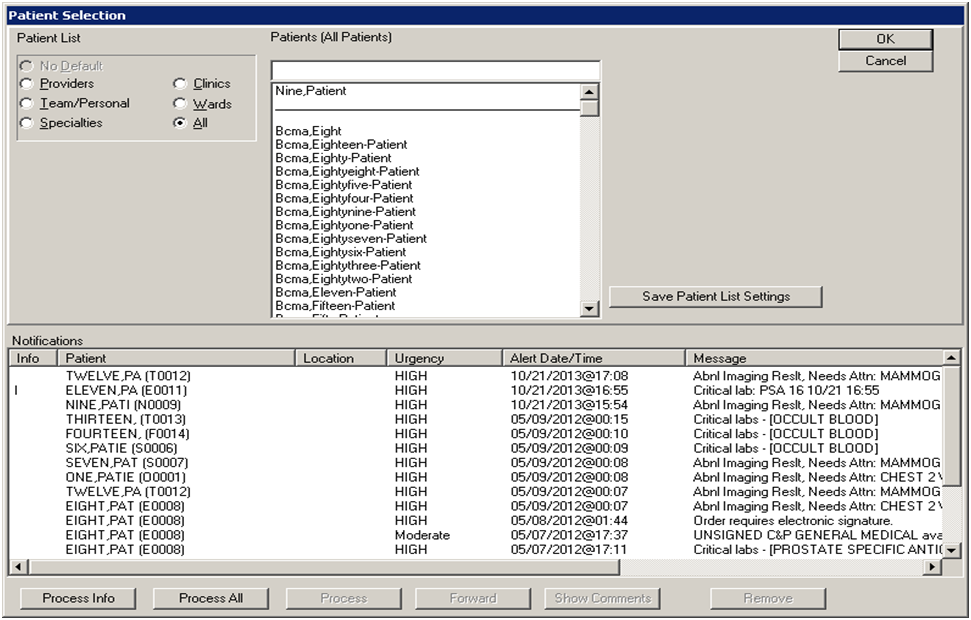 Patient Selection
Patient List
Patients (All Patients)
OK
Cancel
No Default
Providers
Clinics
Team/Personal
Wards
Specialties
All
Nine,Patient
Bcma,Eight
Bcma,Eighteen-Patient
Bcma,Eighty-Patient
Bcma,Eightyeight-Patient
Bcma,Eightyfive-Patient
Bcma,Eightyfour-Patient
Bcma,Eightynine-Patient
Bcma,Eightyone-Patient
Bcma,Eightyseven-Patient
Bcma,Eightysix-Patient
Bcma,Eightythree-Patient
Bcma,Eightytwo-Patient
Bcma,Eleven-Patient
Bcma,Fifteen-Patient
Save Patient List Settings
Notifications
Info Patient Location Urgency Alert Date/Time Message
TWELVE,PA (T0012) HIGH 10/21/2013@17:08 Abnl Imaging Reslt, Needs Attn: MAMMOG
I ELEVEN,PA (E0011) HIGH 10/21/2013@16:55 Critical lab: PSA 16 10/21 16:55
NINE,PATI (N0009) HIGH 10/21/2013@15:54 Abnl Imaging Reslt, Needs Attn: MAMMOG
THIRTEEN, (T0013) HIGH 05/09/2012@00:15 Critical labs - [OCCULT BLOOD]
FOURTEEN, (F0014) HIGH 05/09/2012@00:10 Critical labs - [OCCULT BLOOD]
SIX,PATIE (S0006) HIGH 05/09/2012@00:09 Critical labs - [OCCULT BLOOD]
SEVEN,PAT (S0007) HIGH 05/09/2012@00:08 Abnl Imaging Reslt, Needs Attn: MAMMOG
ONE,PATIE (O0001) HIGH 05/09/2012@00:08 Abnl Imaging Reslt, Needs Attn: CHEST 2 V
TWELVE,PA (T0012) HIGH 05/09/2012@00:07 Abnl Imaging Reslt, Needs Attn: MAMMOG
EIGHT,PAT (E0008) HIGH 05/09/2012@00:07 Abnl Imaging Reslt, Needs Attn: CHEST 2 V
EIGHT,PAT (E0008) HIGH 05/08/2012@01:44 Order requires electronic signature.
EIGHT,PAT (E0008) Moderate 05/07/2012@17:37 UNSIGNED C&P GENERAL MEDICAL ava
EIGHT,PAT (E0008) HIGH 05/07/2012@17:11 Critical labs - [PROSTATE SPECIFIC ANTI
Process Info
Process All
Process
Forward
Show Comments
Remove